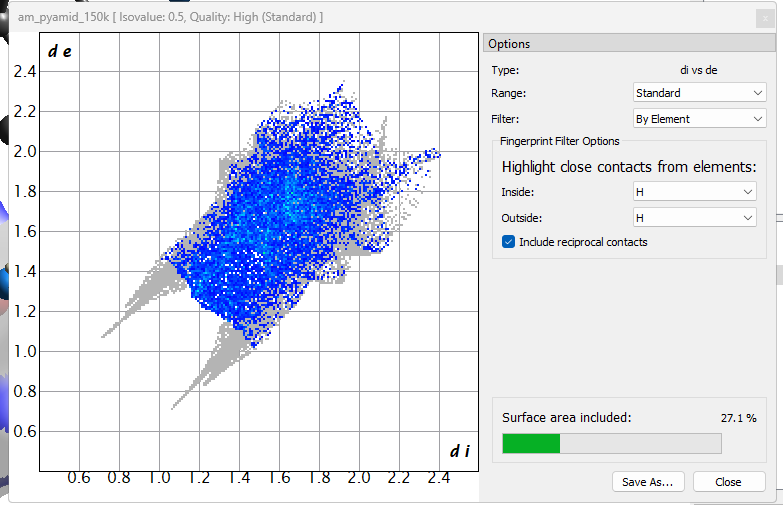 am_pyamid_150k [ Isovalue: 0.5, Quality: High (Standard) ]
x
d e
2.4
2.2
2.0
1.8
1.6
1.4
1.2
1.0
0.8
0.6
d i
0.6 0.8 1.0 1.2 1.4 1.6 1.8 2.0 2.2 2.4
Options
Type: di vs de
Range: Standard
Filter: By Element
Fingerprint Filter Options
Highlight close contacts from elements:
Inside: H
Outside: H
Include reciprocal contacts
Surface area included: 27.1 %
Save As... Close